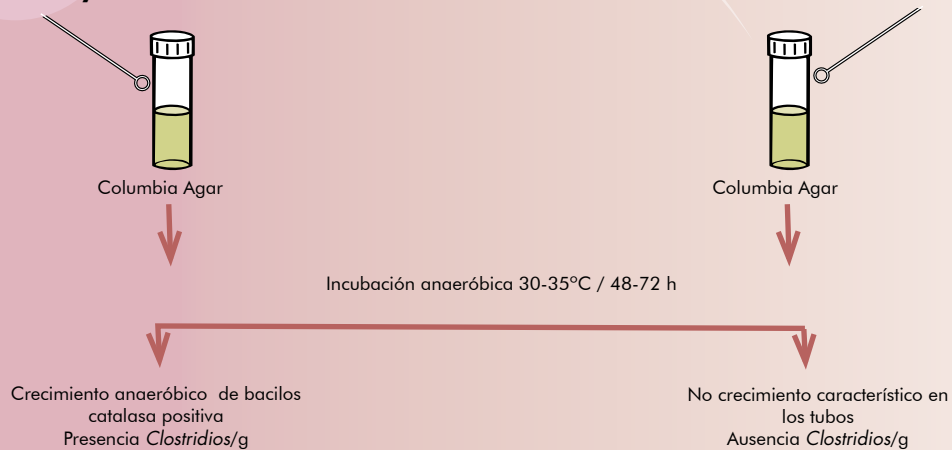 Columbia Agar
Columbia Agar
Incubación anaeróbica 30-35ºC / 48-72 h
Crecimiento anaeróbico de bacilos
catalasa positiva
Presencia Clostridios/g
No crecimiento característico en
los tubos
Ausencia Clostridios/g